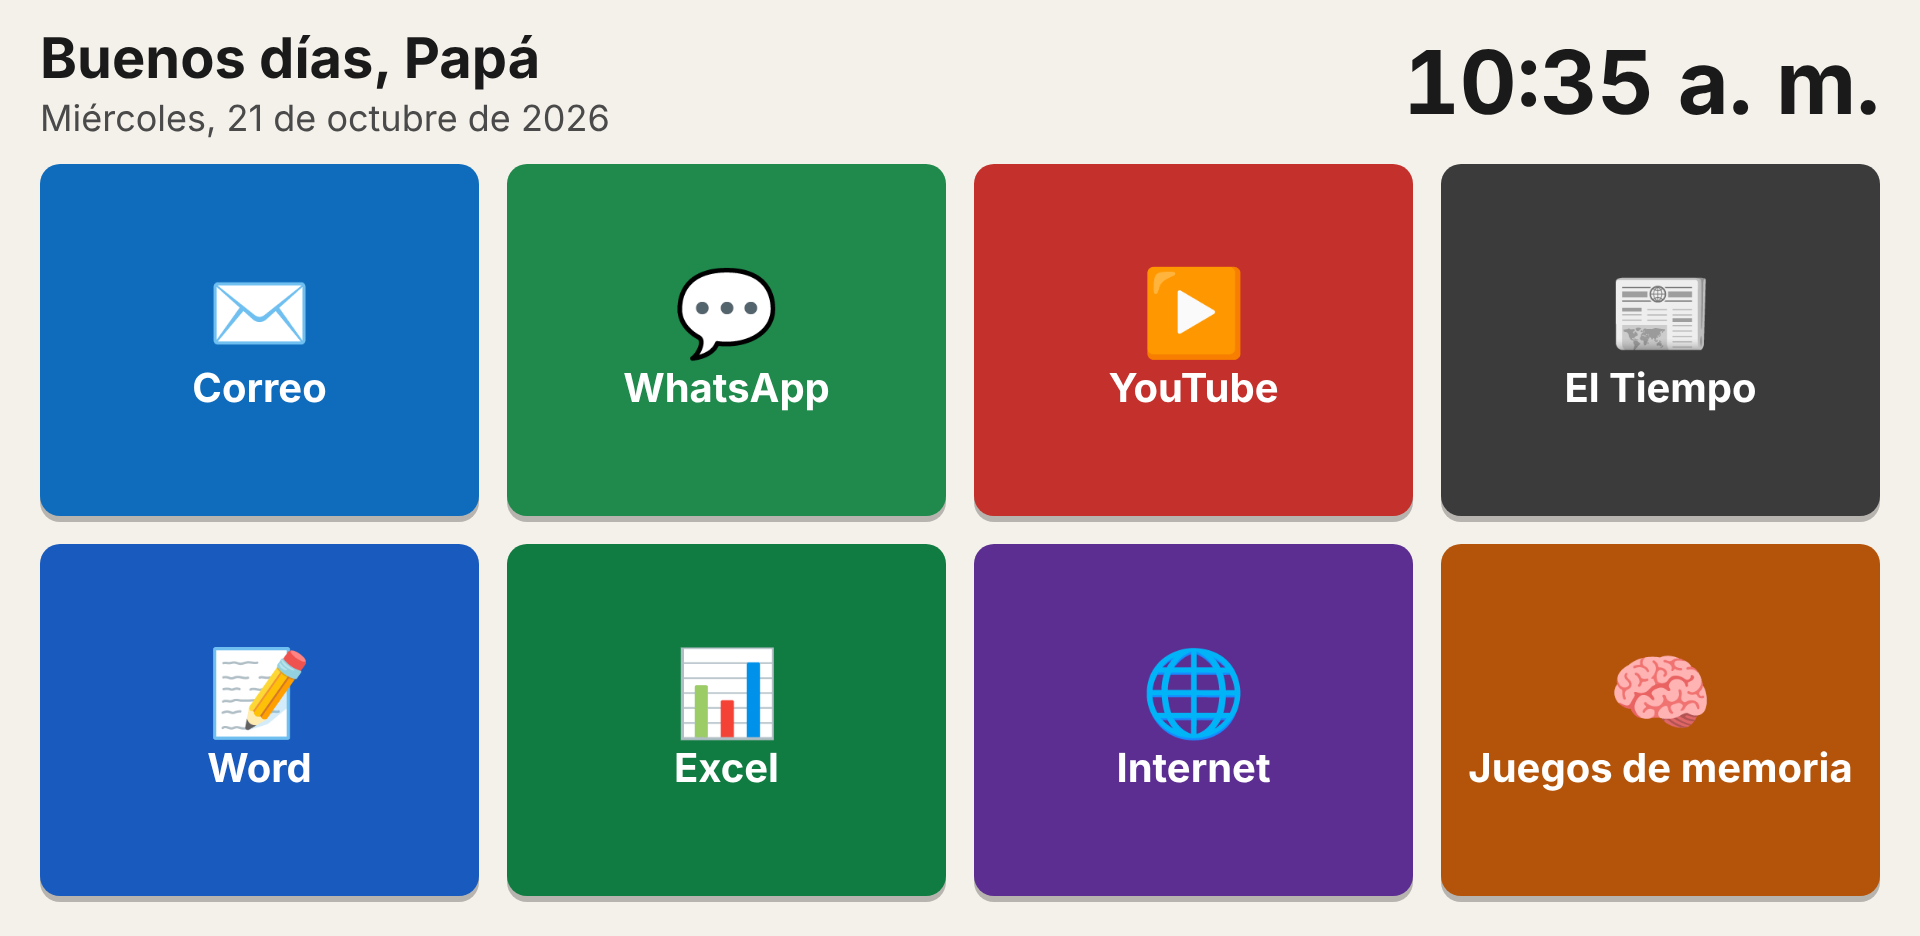 Buenos días, Papá
Miércoles, 21 de octubre de 2026
10:35 a. m.
Correo
WhatsApp
YouTube
El Tiempo
Word
Excel
Internet
Juegos de memoria